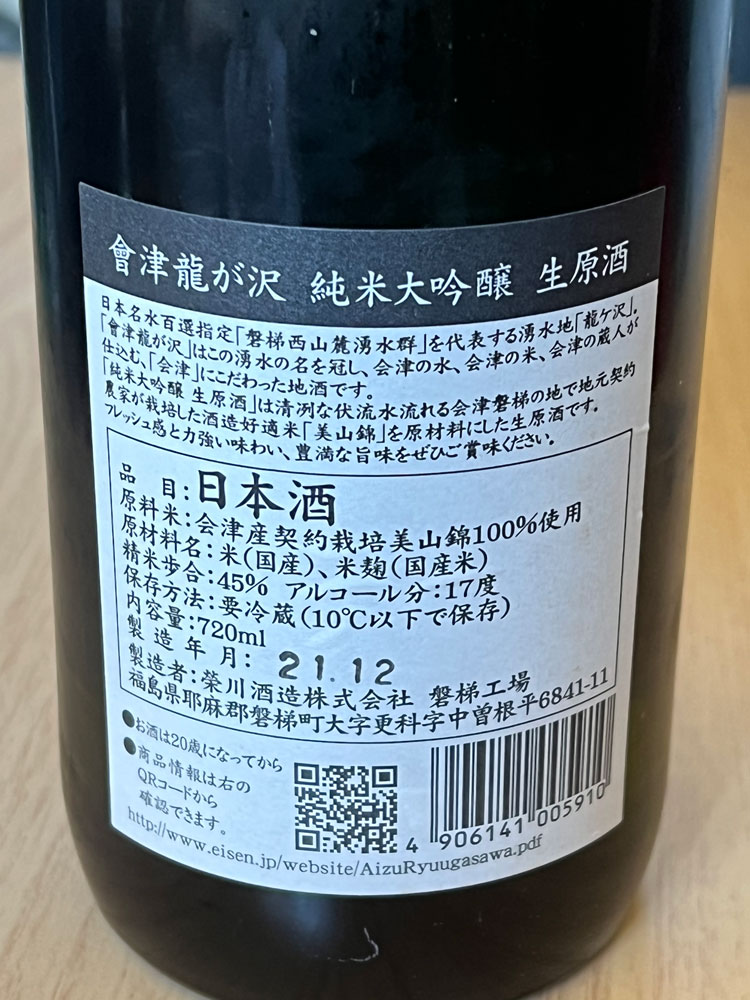 會津龍が沢 純米大吟醸 生原酒
日本名水百選指定「磐梯西山麓湧水群」を代表する湧水地「龍ケ沢」。
「會津龍が沢」はこの湧水の名を冠し、会津の水、会津の米、会津の蔵人が
仕込む、「会津」にこだわった地酒です。
「純米大吟醸 生原酒」は清冽な伏流水流れる会津磐梯の地で地元契約
農家が栽培した酒造好適米「美山錦」を原材料にした生原酒です。
フレッシュ感と力強い味わい、豊満な旨味をぜひご賞味ください。
品 目:日本酒
原料米:会津産契約栽培美山錦100%使用
原材料名:米(国産)、米麹(国産米)
精米歩合:45% アルコール分:17度
保存方法:要冷蔵(10℃以下で保存)
内容量:720ml
製造年月: 21.12
製造者:榮川酒造株式会社 磐梯工場
福島県耶麻郡磐梯町大字更科字中曽根平6841-11
●お酒は20歳になってから
●商品情報は右の
QRコードから
確認できます。
http://www.eisen.jp/website/AizuRyuugasawa.pdf
4 906141 005910